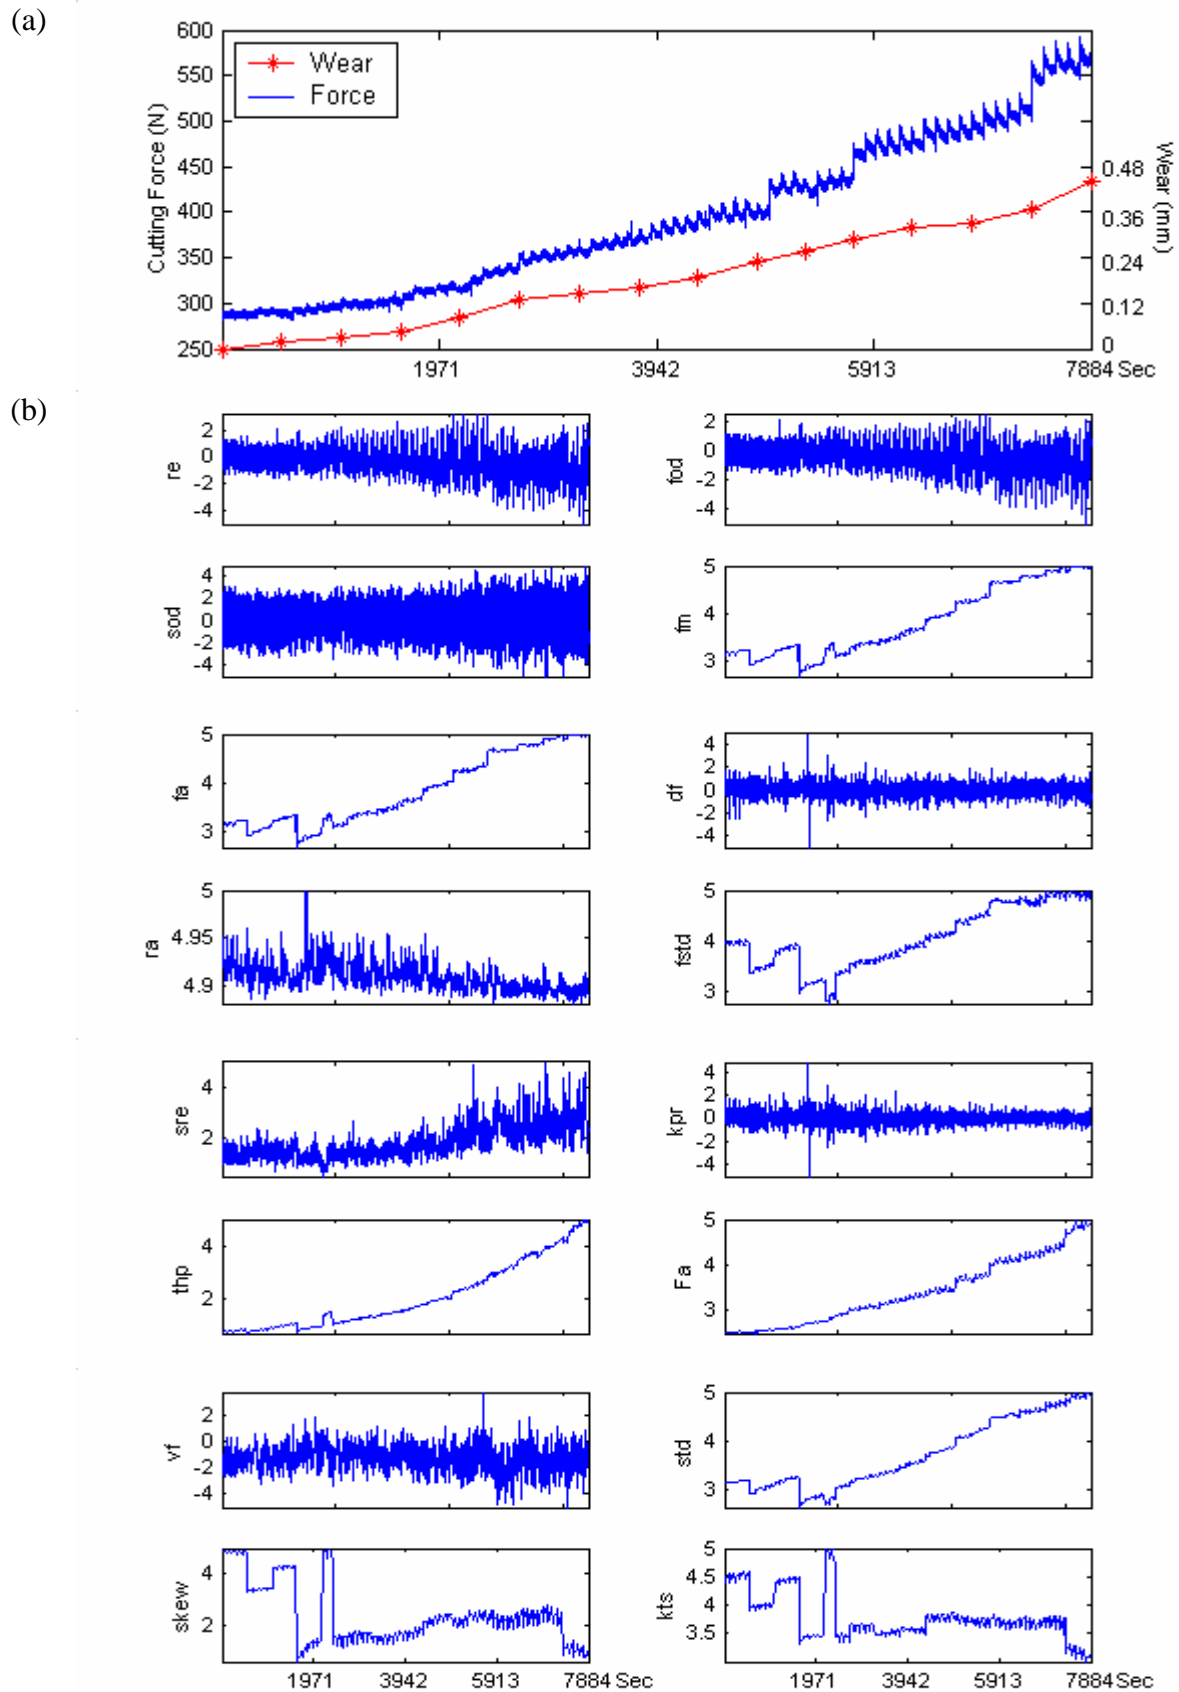 (a)
600
550
500
450
400
350
300
250
Cutting Force (N)
Wear
Force
0.48
0.36
0.24
0.12
0
Wear (mm)
1971 3942 5913 7884 Sec
(b)
re
2
0
-2
-4
fod
2
0
-2
-4
sod
4
2
0
-2
-4
fm
5
4
3
fa
5
4
3
df
4
2
0
-2
-4
ra
5
4.95
4.9
fstd
5
4
3
sre
4
2
kpr
4
2
0
-2
-4
thp
4
2
Fa
5
4
3
vf
2
0
-2
-4
std
5
4
3
skew
4
2
1971 3942 5913 7884 Sec
kts
5
4.5
4
3.5
1971 3942 5913 7884 Sec